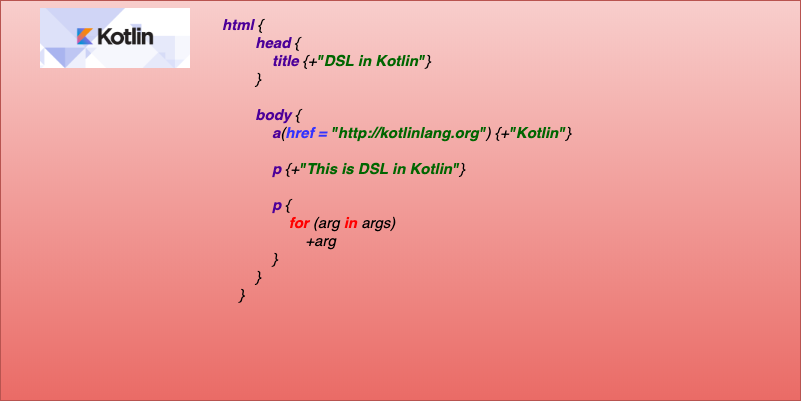 Kotlin
html {
head {
title {+"DSL in Kotlin"}
}
body {
a(href = "http://kotlinlang.org") {+"Kotlin"}
p {+"This is DSL in Kotlin"}
p {
for (arg in args)
+arg
}
}
}